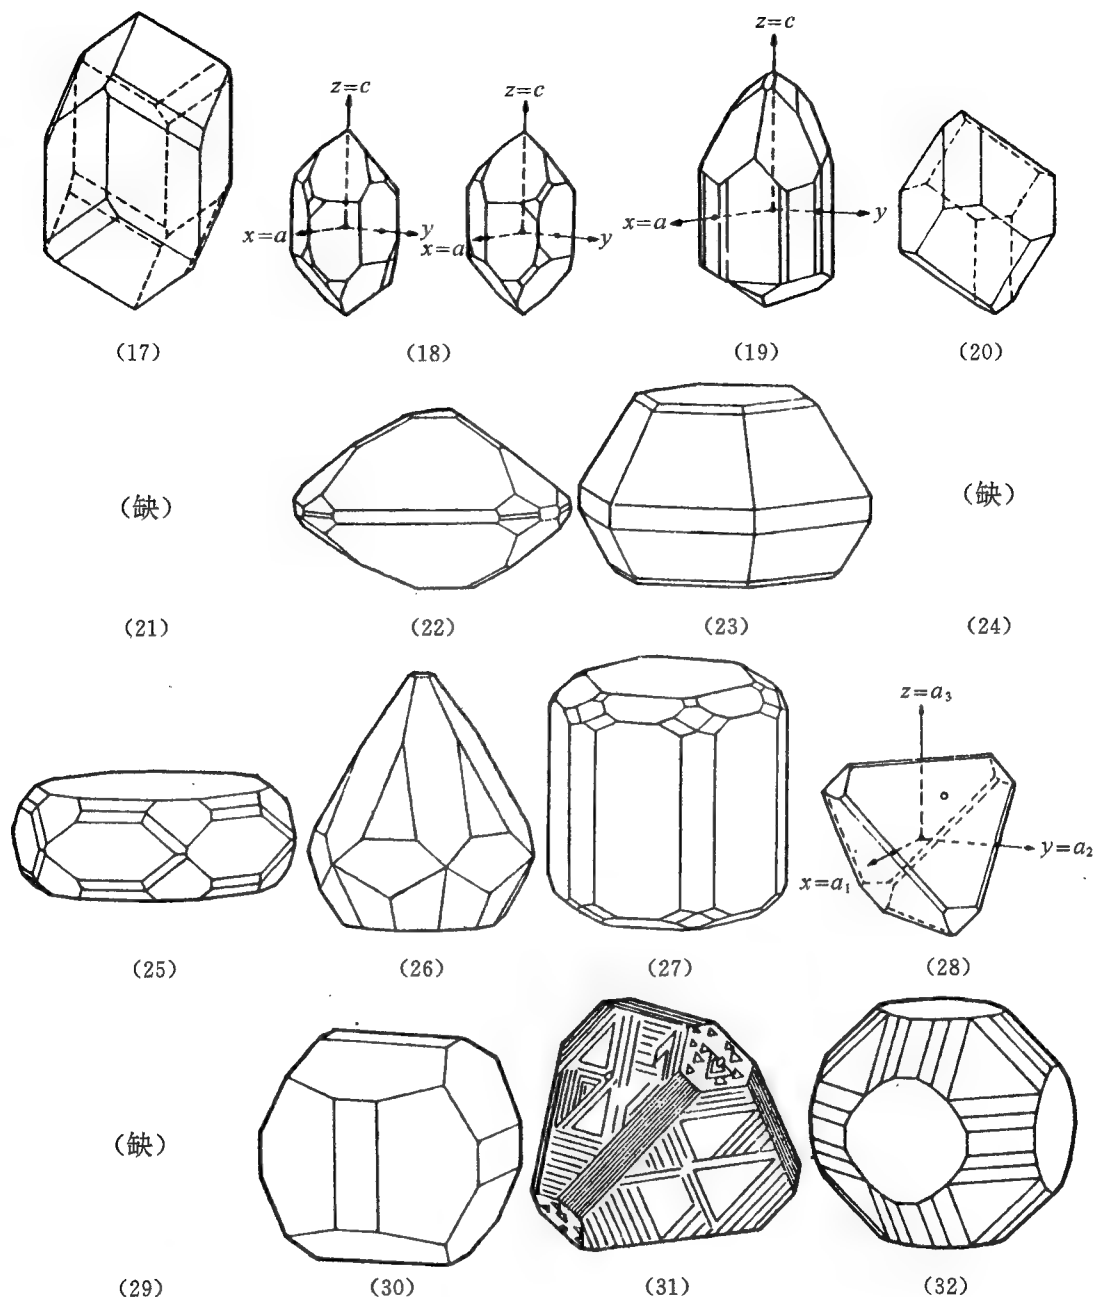 z=c
z=c
z=c
x=a
y
x=a
y
x=a
y
(17)
(18)
(19)
(20)
(缺)
(缺)
(21)
(22)
(23)
(24)
z=a₃
y=a₂
x=a₁
(25)
(26)
(27)
(28)
(缺)
(29)
(30)
(31)
(32)